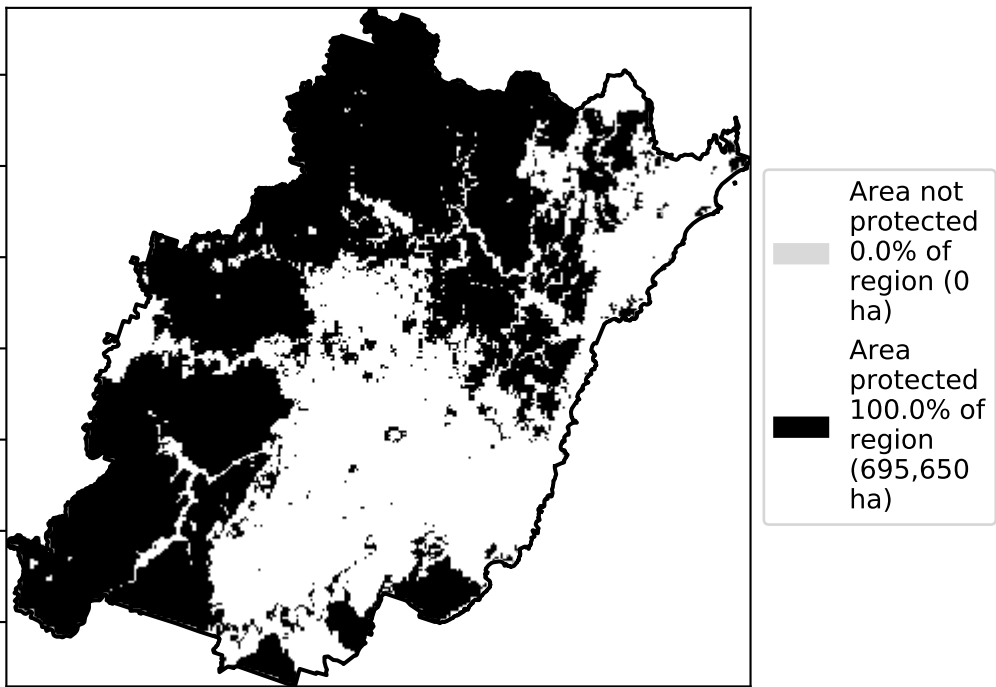 Area not
protected
0.0% of
region (0
ha)
Area
protected
100.0% of
region
(695,650
ha)